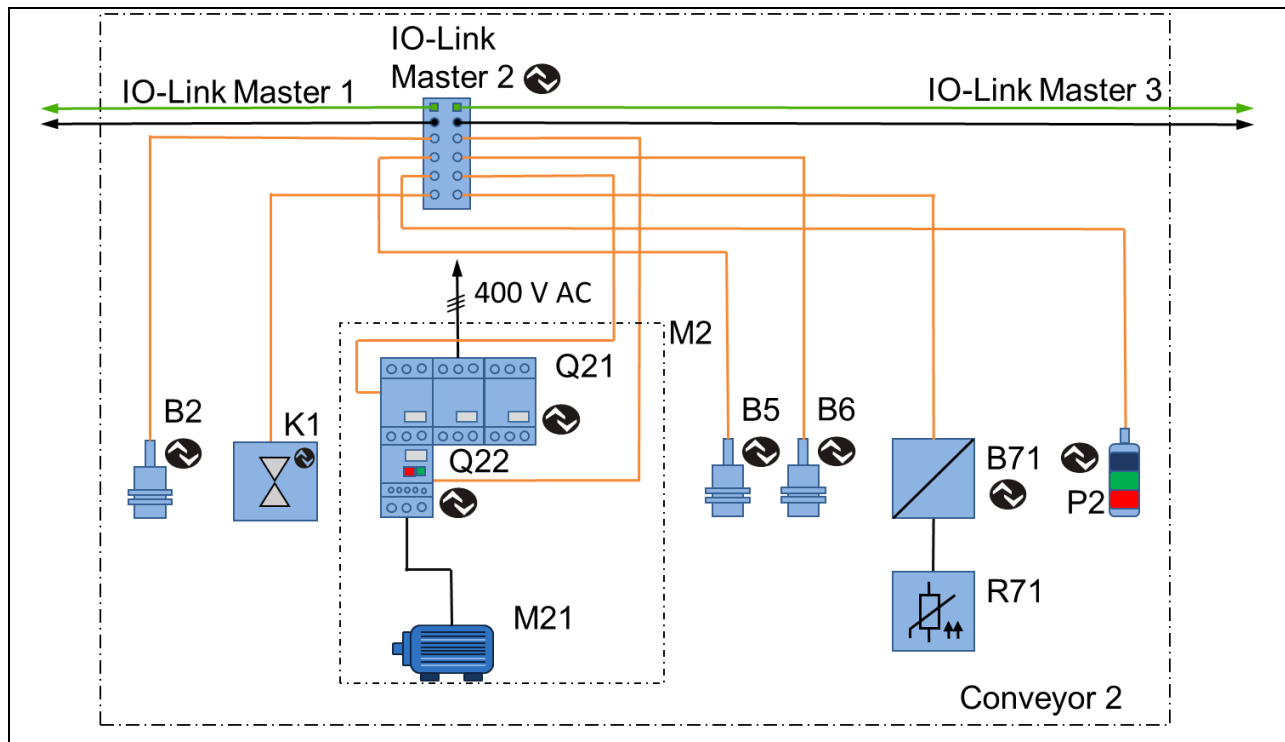 IO-Link
Master 2
IO-Link Master 1
IO-Link Master 3
400 V AC
M2
Q21
B2
K1
B5
B6
Q22
B71
P2
R71
M21
Conveyor 2